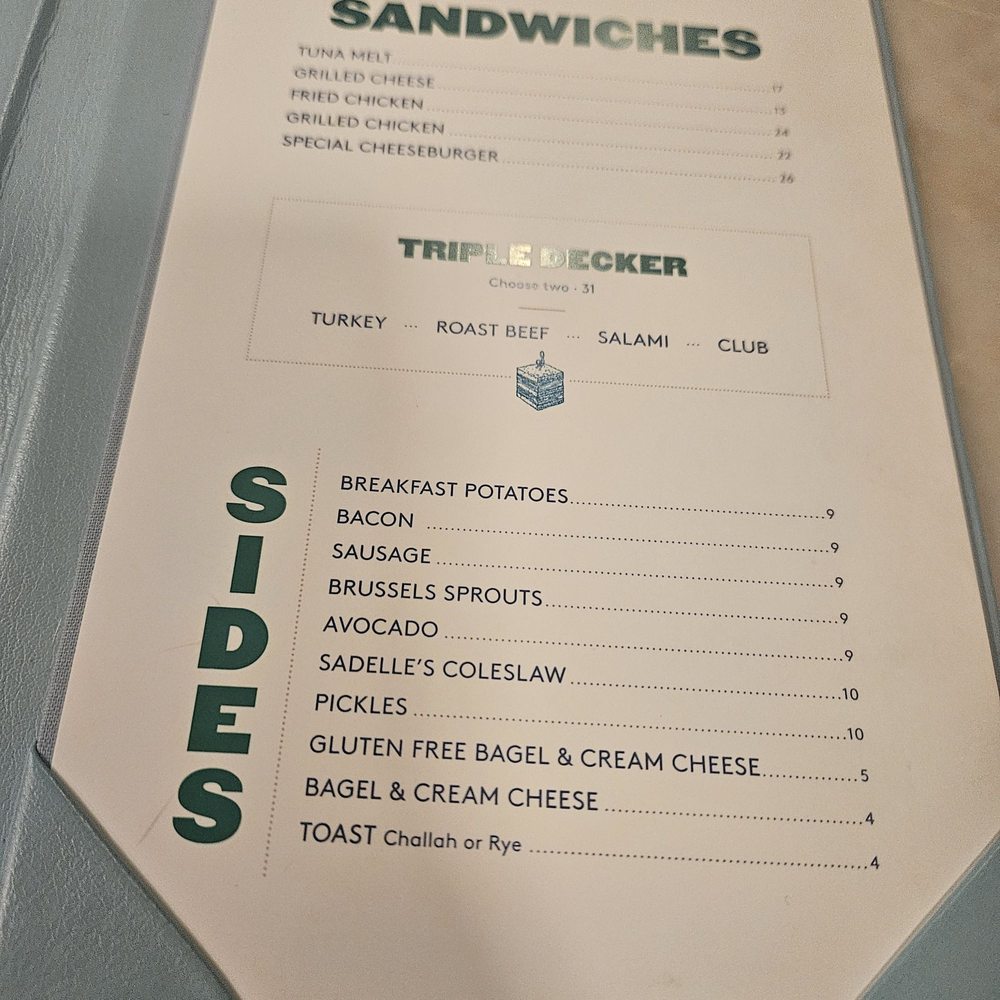 SANDWICHES
TUNA MELT 17
GRILLED CHEESE
FRIED CHICKEN 24
GRILLED CHICKEN 22
SPECIAL CHEESEBURGER 26
TRIPLE DECKER
Choose two · 31
TURKEY ... ROAST BEEF ... SALAMI ... CLUB
SIDES
BREAKFAST POTATOES 9
BACON 9
SAUSAGE 9
BRUSSELS SPROUTS 9
AVOCADO 9
SADELLE'S COLESLAW 10
PICKLES 10
GLUTEN FREE BAGEL & CREAM CHEESE 5
BAGEL & CREAM CHEESE 4
TOAST Challah or Rye 4